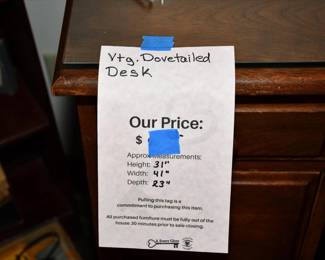 Vtg. Dovetailed
Desk
Our Price:
$
Approx Measurements:
Height: 31"
Width: 41"
Depth: 23"
Pulling this tag is a
commitment to purchasing this item.
All purchased furniture must be fully out of the
house 30 minutes prior to sale closing.